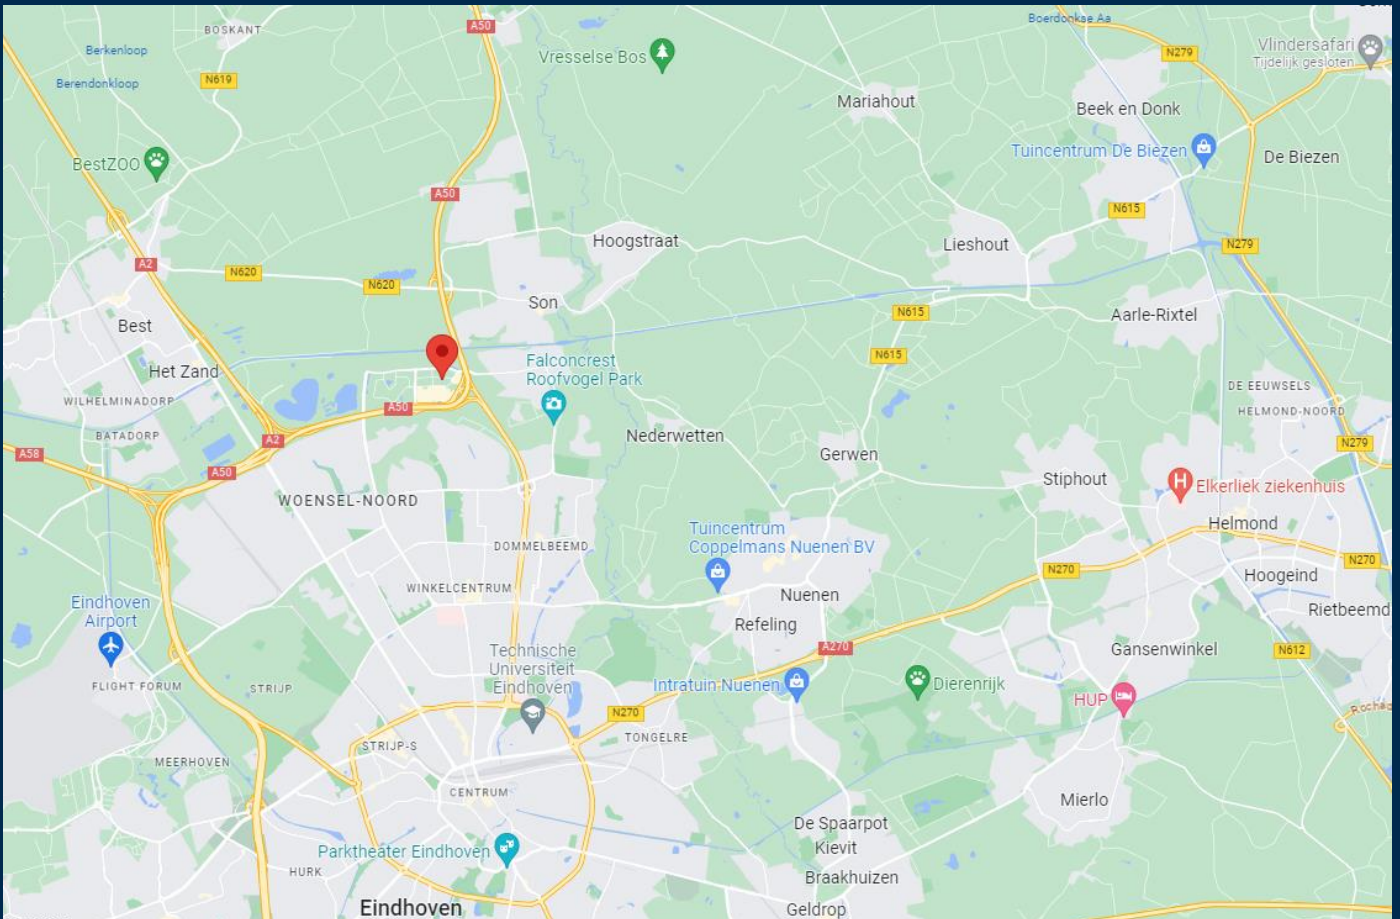 A50
Boerdonkse Aa
BOSKANT
Berkenloop
N279
Vlindersafari
Tijdelijk gesloten
Vresselse Bos
Berendonkloop
N619
Mariahout
Beek en Donk
Tuincentrum De Biezen
De Biezen
BestZOO
A50
N615
Hoogstraat
Lieshout
N279
A2
N620
N620
Son
N615
Aarle-Rixtel
Best
N615
Falconcrest
Roofvogel Park
Het Zand
DE EEUWSELS
WILHELMINADORP
A50
HELMOND-NOORD
BATADORP
A2
Nederwetten
N279
A58
A50
Gerwen
Stiphout
Elkerliek ziekenhuis
WOENSEL-NOORD
Tuincentrum
Coppelmans Nuenen BV
Helmond
DOMMELBEEMD
N270
N270
Hoogeind
WINKELCENTRUM
Nuenen
Eindhoven
Airport
Rietbeemd
Refeling
A270
Gansenwinkel
N612
Technische
Universiteit
Eindhoven
FLIGHT FORUM
STRIJP
Intratuin Nuenen
Dierenrijk
HUP
N270
TONGELRE
STRIJP-S
MEERHOVEN
CENTRUM
Mierlo
De Spaarpot
Kievit
Parktheater Eindhoven
HURK
Braakhuizen
Eindhoven
Geldrop